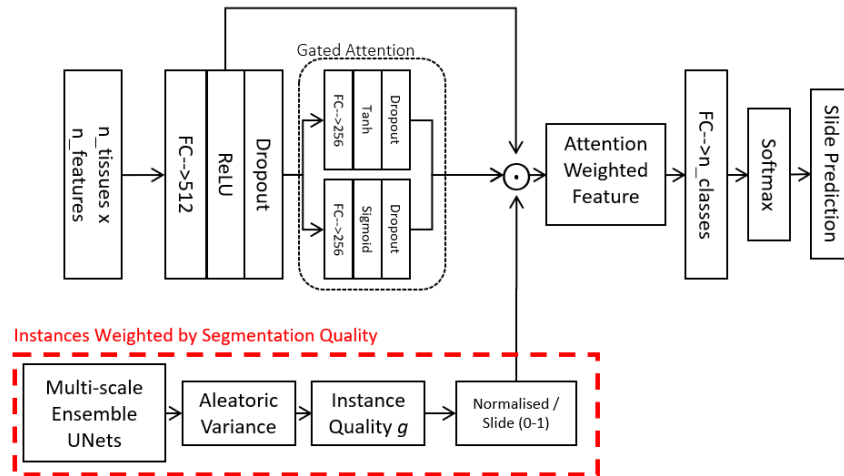 Gated Attention
n_tissues x
n_features
FC-->512
ReLU
Dropout
FC-->256
Tanh
Dropout
FC-->256
Sigmoid
Dropout
Attention
Weighted
Feature
FC-->n_classes
Softmax
Slide Prediction
Instances Weighted by Segmentation Quality
Multi-scale
Ensemble
UNets
Aleatoric
Variance
Instance
Quality g
Normalised /
Slide (0-1)